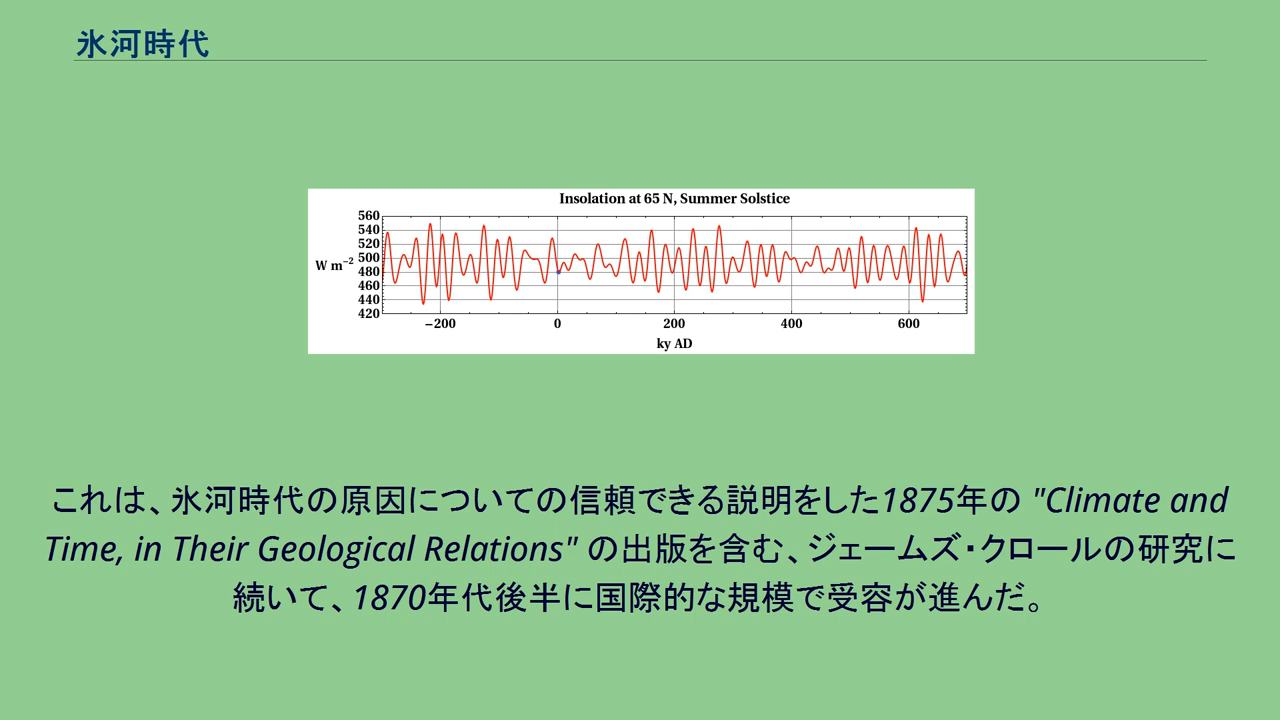 氷河時代
Insolation at 65 N, Summer Solstice
560
540
520
500
480
460
440
420
W m−2
−200 0 200 400 600
ky AD
これは、氷河時代の原因についての信頼できる説明をした1875年の "Climate and
Time, in Their Geological Relations" の出版を含む、ジェームズ・クロールの研究に
続いて、1870年代後半に国際的な規模で受容が進んだ。